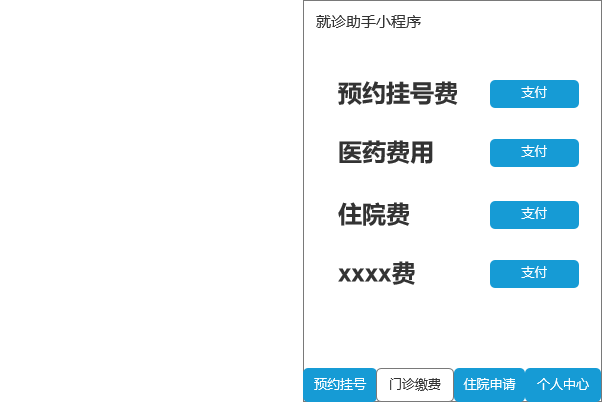 就诊助手小程序
预约挂号费 支付
医药费用 支付
住院费 支付
xxxx费 支付
预约挂号 门诊缴费 住院申请 个人中心